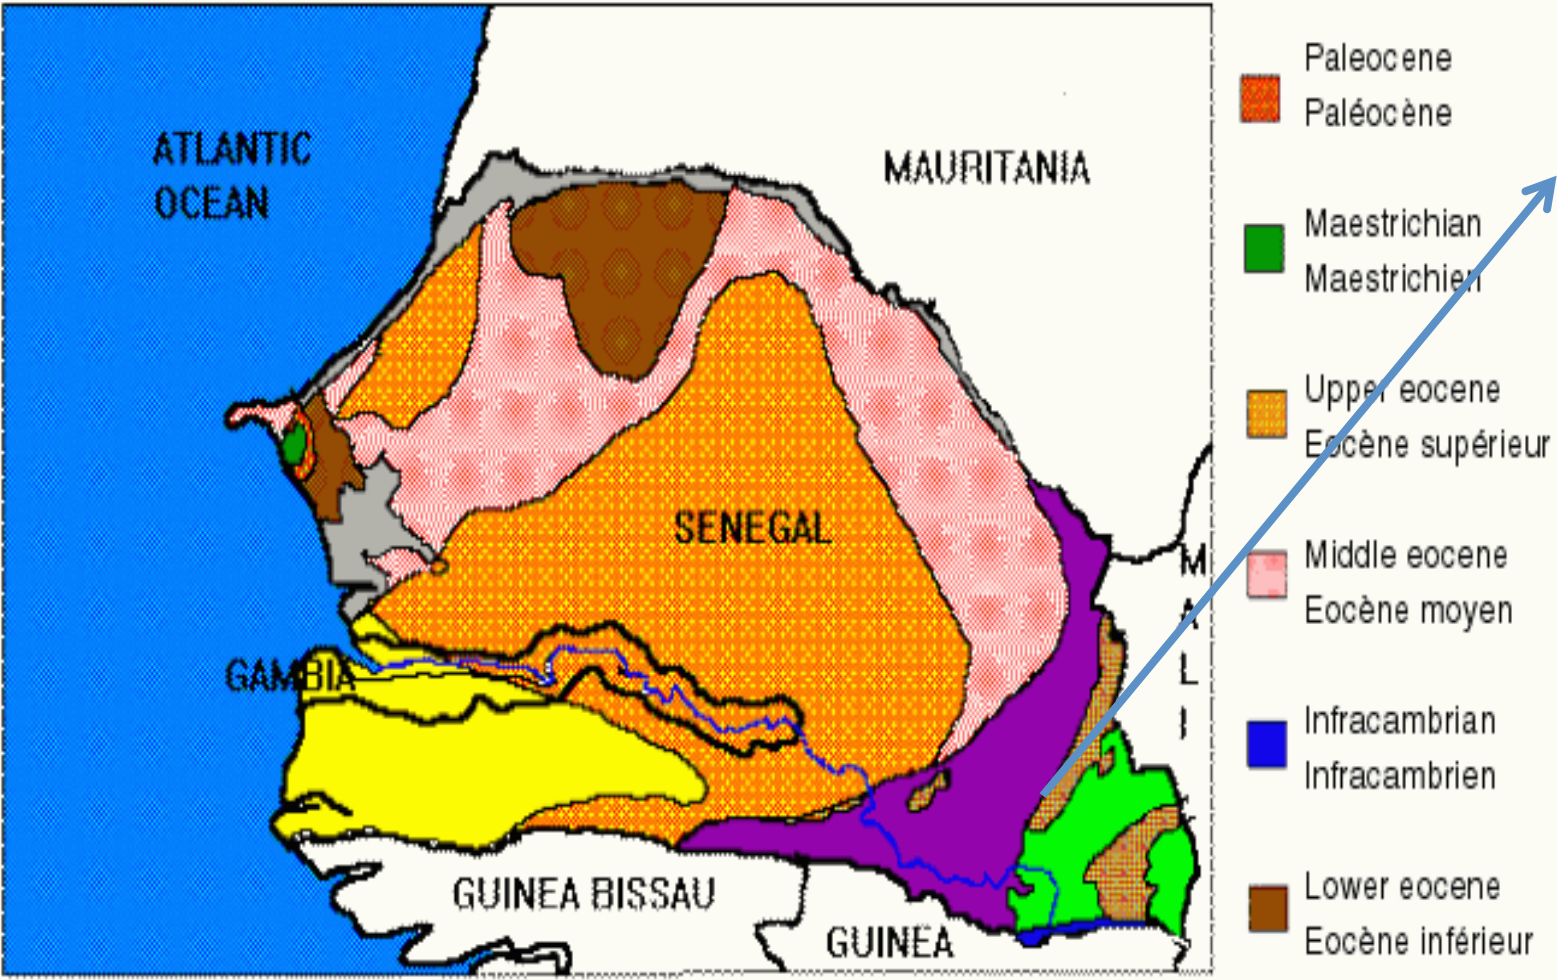 ATLANTIC
OCEAN
MAURITANIA
SENEGAL
GAMBIA
MALI
GUINEA BISSAU
GUINEA
Paleocene
Paléocène
Maestrichian
Maestrichien
Upper eocene
Eocène supérieur
Middle eocene
Eocène moyen
Infracambrian
Infracambrien
Lower eocene
Eocène inférieur